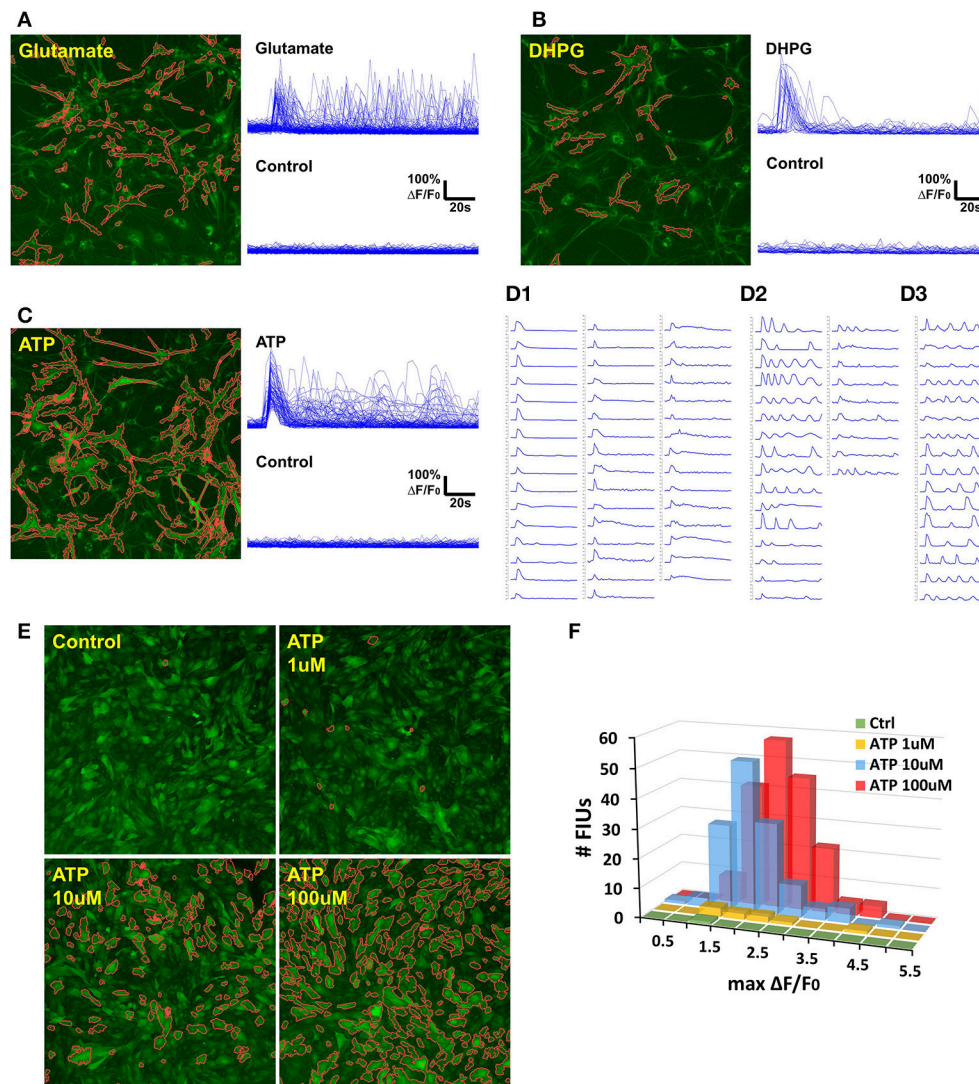 A
Glutamate
Glutamate
Control
100%
ΔF/F0
20s
B
DHPG
DHPG
Control
100%
ΔF/F0
20s
C
ATP
ATP
Control
100%
ΔF/F0
20s
D1
D2
D3
E
Control
ATP
1uM
ATP
10uM
ATP
100uM
F
Ctrl
ATP 1uM
ATP 10uM
ATP 100uM
# FIUs
60
50
40
30
20
10
0
0.5
1.5
2.5
3.5
4.5
5.5
max ΔF/F0